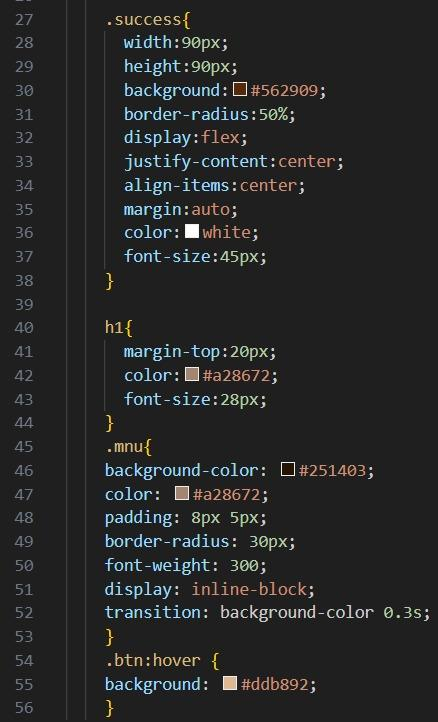 27 .success{
28 width:90px;
29 height:90px;
30 background:#562909;
31 border-radius:50%;
32 display:flex;
33 justify-content:center;
34 align-items:center;
35 margin:auto;
36 color:white;
37 font-size:45px;
38 }
39
40 h1{
41 margin-top:20px;
42 color:#a28672;
43 font-size:28px;
44 }
45 .mnu{
46 background-color: #251403;
47 color: #a28672;
48 padding: 8px 5px;
49 border-radius: 30px;
50 font-weight: 300;
51 display: inline-block;
52 transition: background-color 0.3s;
53 }
54 .btn:hover {
55 background: #ddb892;
56 }